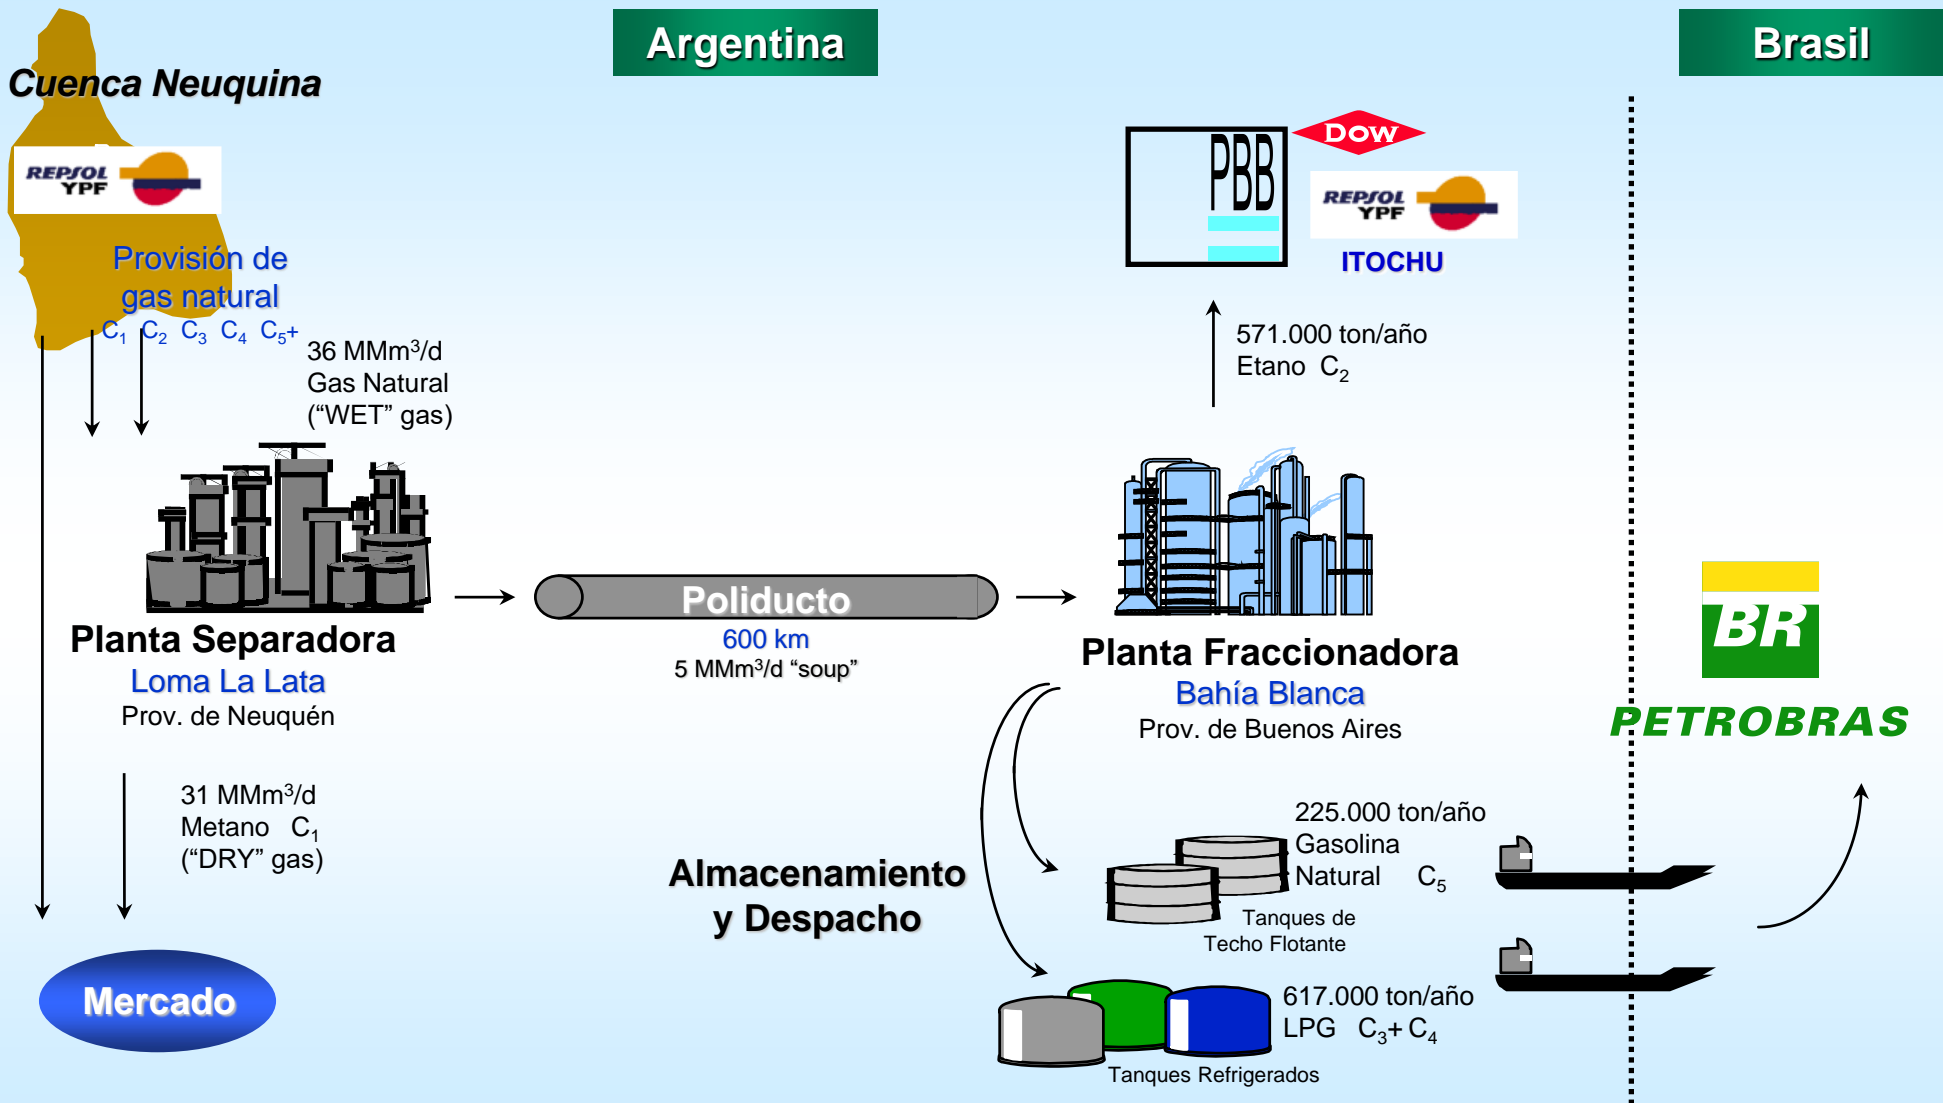 Argentina
Brasil
Cuenca Neuquina
REPSOL
YPF
Provisión de
gas natural
C₁ C₂ C₃ C₄ C₅+
36 MMm³/d
Gas Natural
(“WET” gas)
PBB
DOW
REPSOL
YPF
ITOCHU
571.000 ton/año
Etano C₂
Planta Separadora
Loma La Lata
Prov. de Neuquén
Poliducto
600 km
5 MMm³/d “soup”
Planta Fraccionadora
Bahía Blanca
Prov. de Buenos Aires
BR
PETROBRAS
31 MMm³/d
Metano C₁
(“DRY” gas)
Mercado
Almacenamiento
y Despacho
225.000 ton/año
Gasolina
Natural C₅
Tanques de
Techo Flotante
617.000 ton/año
LPG C₃+ C₄
Tanques Refrigerados